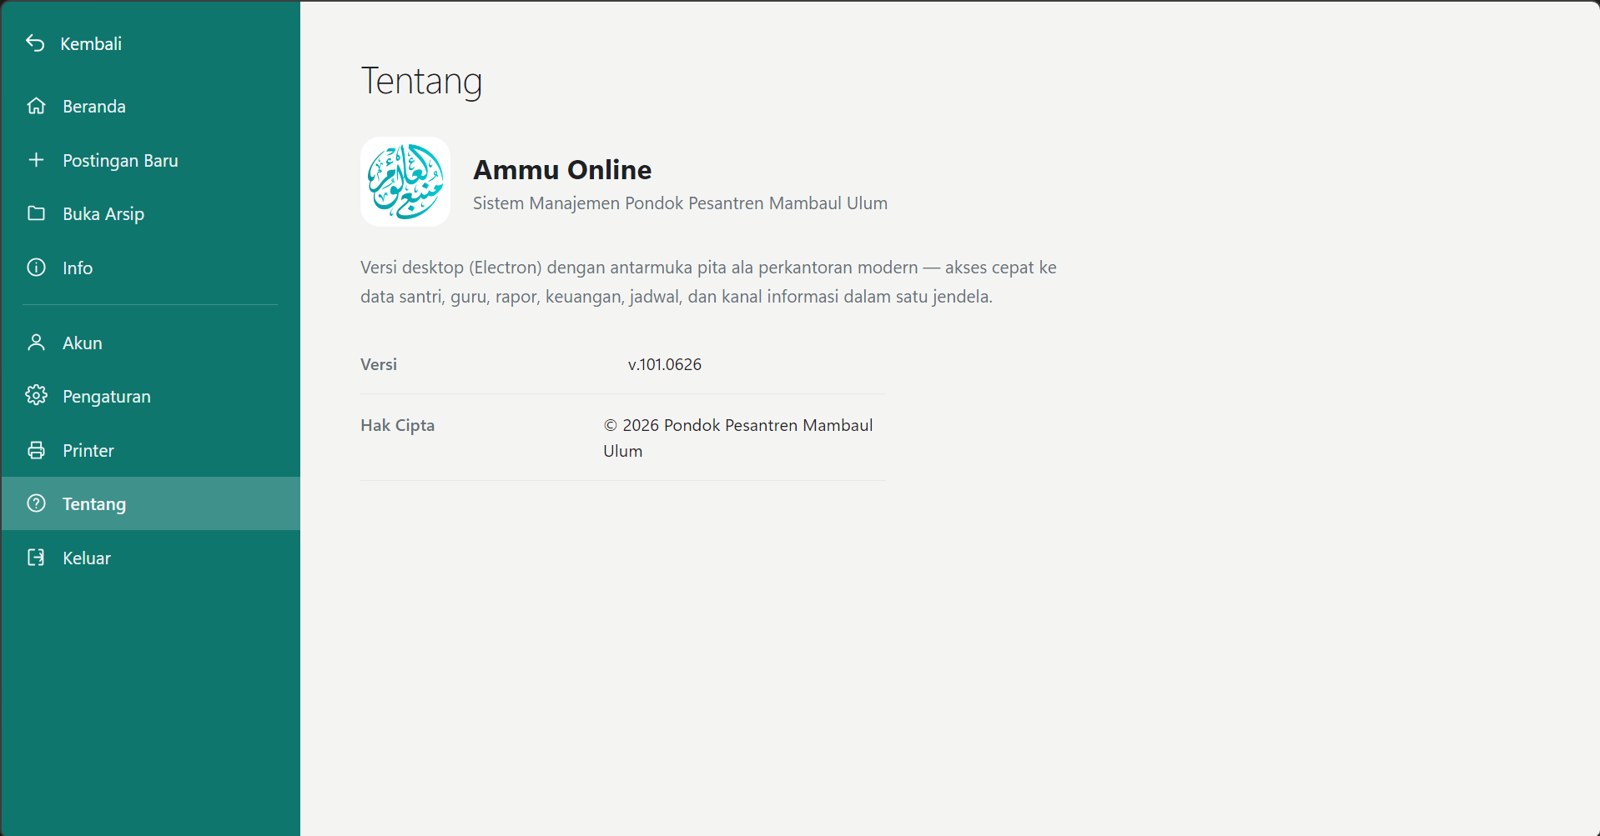 Kembali
Beranda
Postingan Baru
Buka Arsip
Info
Akun
Pengaturan
Printer
Tentang
Keluar
Tentang
منبع العلوم
Ammu Online
Sistem Manajemen Pondok Pesantren Mambaul Ulum
Versi desktop (Electron) dengan antarmuka pita ala perkantoran modern — akses cepat ke
data santri, guru, rapor, keuangan, jadwal, dan kanal informasi dalam satu jendela.
Versi v.101.0626
Hak Cipta © 2026 Pondok Pesantren Mambaul
Ulum